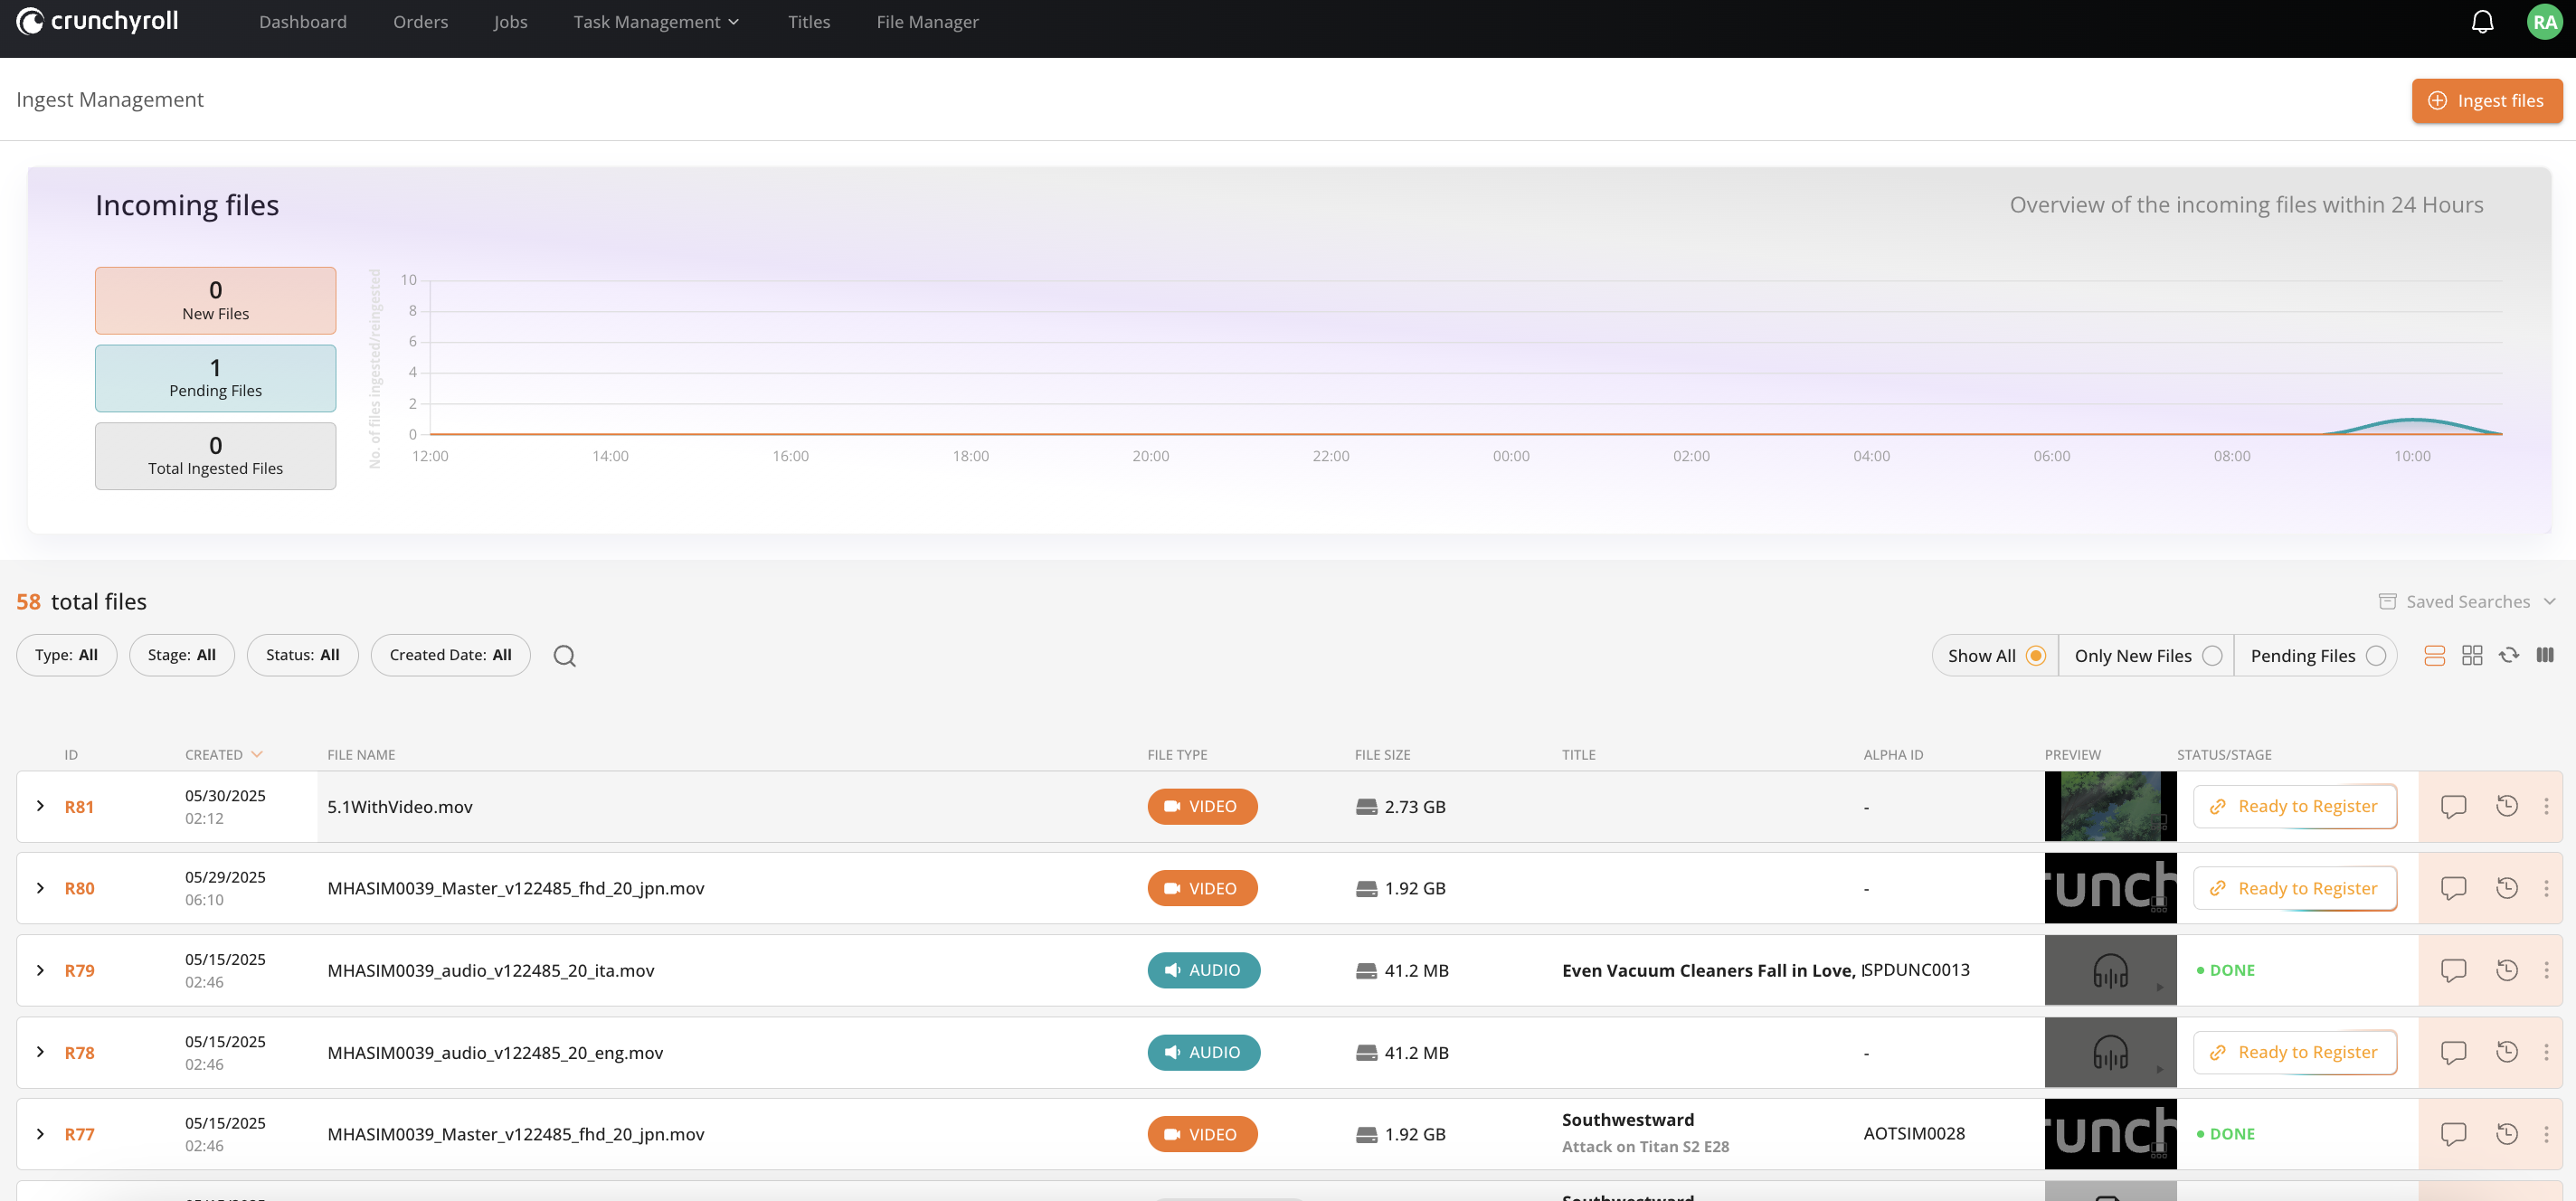 crunchyroll
Dashboard
Orders
Jobs
Task Management
Titles
File Manager
RA
Ingest Management
Ingest files
Incoming files
Overview of the incoming files within 24 Hours
0
New Files
1
Pending Files
0
Total Ingested Files
No. of files ingested/reingested
10
8
6
4
2
0
12:00 14:00 16:00 18:00 20:00 22:00 00:00 02:00 04:00 06:00 08:00 10:00
58 total files
Saved Searches
Type: All
Stage: All
Status: All
Created Date: All
Show All
Only New Files
Pending Files
ID CREATED FILE NAME FILE TYPE FILE SIZE TITLE ALPHA ID PREVIEW STATUS/STAGE
R81 05/30/2025 02:12 5.1WithVideo.mov VIDEO 2.73 GB - Ready to Register
R80 05/29/2025 06:10 MHASIM0039_Master_v122485_fhd_20_jpn.mov VIDEO 1.92 GB - runch Ready to Register
R79 05/15/2025 02:46 MHASIM0039_audio_v122485_20_ita.mov AUDIO 41.2 MB Even Vacuum Cleaners Fall in Love, SPDUNC0013 DONE
R78 05/15/2025 02:46 MHASIM0039_audio_v122485_20_eng.mov AUDIO 41.2 MB - Ready to Register
R77 05/15/2025 02:46 MHASIM0039_Master_v122485_fhd_20_jpn.mov VIDEO 1.92 GB Southwestward Attack on Titan S2 E28 AOTSIM0028 runch DONE
Southwestward